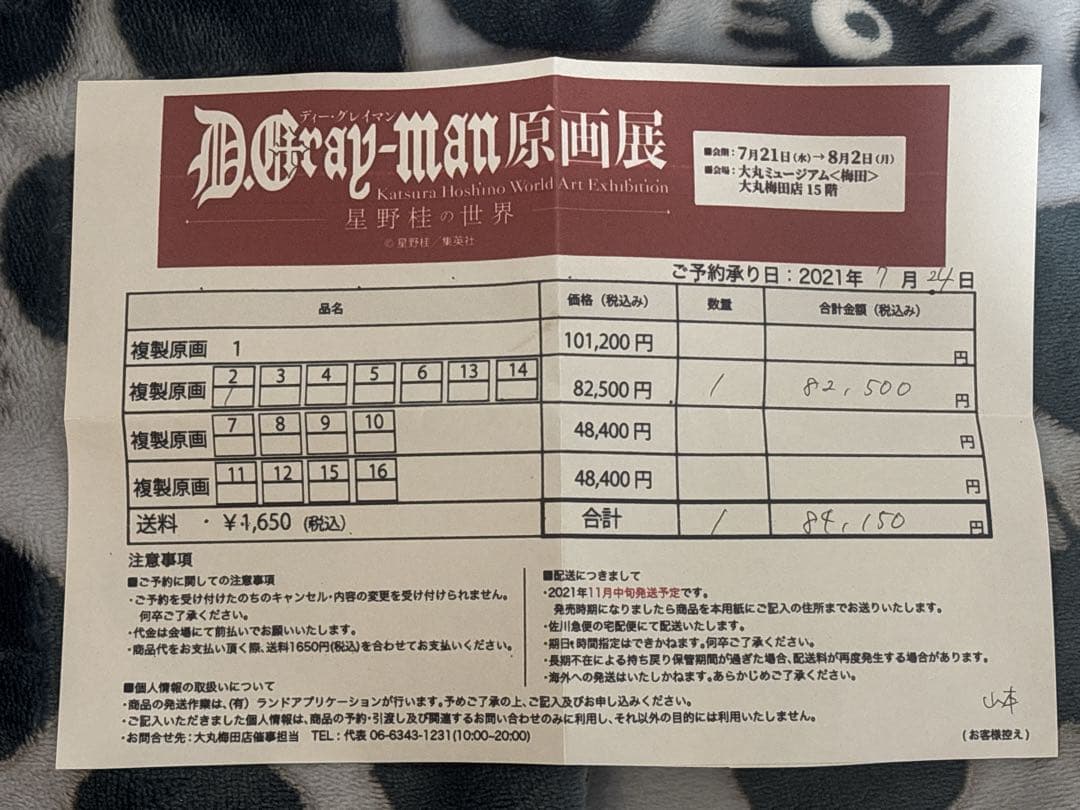 ディー・グレイマン
D.Gray-man原画展
Katsura Hoshino World Art Exhibition
星野桂の世界
©星野桂/集英社
■会期:7月21日(水)→8月2日(月)
■会場:大丸ミュージアム<梅田>
大丸梅田店15階
ご予約承り日:2021年 7月24日
品名 価格(税込み) 数量 合計金額(税込み)
複製原画 1 101,200円 円
複製原画 2 3 4 5 6 13 14 82,500円 1 82,500円
1
複製原画 7 8 9 10 48,400円 円
複製原画 11 12 15 16 48,400円 円
送料 ・¥1,650(税込) 合計 1 84,150円
注意事項
■ご予約に関しての注意事項
・ご予約を受け付けたのちのキャンセル・内容の変更を受け付けられません。
何卒ご了承ください。
・代金は会場にて前払いでお願いいたします。
・商品代をお支払い頂く際、送料1650円(税込)を合わせてお支払いください。
■配送につきまして
・2021年11月中旬発送予定です。
発売時期になりましたら商品を本用紙にご記入の住所までお送りいたします。
・佐川急便の宅配便にて配送いたします。
・期日・時間指定はできかねます。何卒ご了承ください。
・長期不在による持ち戻り保管期間が過ぎた場合、配送料が再度発生する場合があります。
・海外への発送はいたしかねます。あらかじめご了承ください。
■個人情報の取扱いについて
・商品の発送作業は、(有)ランドアプリケーションが行います。予めご了承の上、ご記入及びお申し込みください。
・ご記入いただきました個人情報は、商品の予約・引渡し及び関連するお問い合わせのみに利用し、それ以外の目的には利用いたしません。
・お問合せ先:大丸梅田店催事担当 TEL:代表 06-6343-1231(10:00~20:00)
山本
(お客様控え)